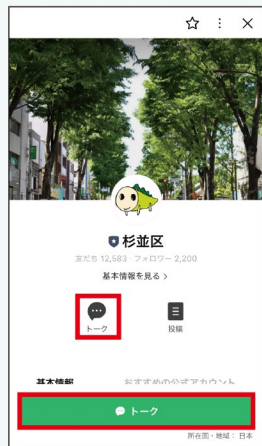 杉並区
友だち 12,583 フォロワー 2,200
基本情報を見る >
トーク
投稿
基本情報
おすすめの公式アカウント
トーク
所在国・地域： 日本